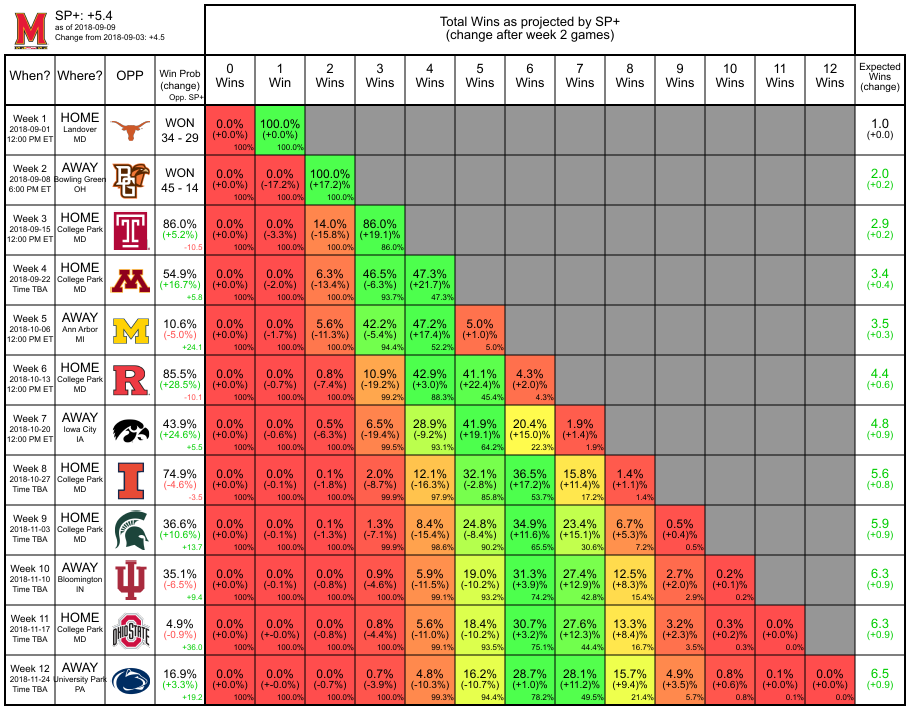 SP+: +5.4
as of 2018-09-09
Change from 2018-09-03: +4.5
Total Wins as projected by SP+
(change after week 2 games)
When? Where? OPP Win Prob (change) Opp. SP+ 0 Wins 1 Win 2 Wins 3 Wins 4 Wins 5 Wins 6 Wins 7 Wins 8 Wins 9 Wins 10 Wins 11 Wins 12 Wins Expected Wins (change)
Week 1 HOME 0.0% 100.0% 1.0
2018-09-01 Landover WON (+0.0%) (+0.0%) (+0.0)
12:00 PM ET MD 34 - 29 100% 100.0%
Week 2 AWAY 0.0% 0.0% 100.0% 2.0
2018-09-08 Bowling Green WON (+0.0%) (-17.2%) (+17.2)% (+0.2)
6:00 PM ET OH 45 - 14 100% 100.0% 100.0%
Week 3 HOME 86.0% 0.0% 0.0% 14.0% 86.0% 2.9
2018-09-15 College Park (+5.2%) (+0.0%) (-3.3%) (-15.8%) (+19.1)% (+0.2)
12:00 PM ET MD T -10.5 100% 100.0% 100.0% 86.0%
Week 4 HOME 54.9% 0.0% 0.0% 6.3% 46.5% 47.3% 3.4
2018-09-22 College Park M (+16.7%) (+0.0%) (-2.0%) (-13.4%) (-6.3%) (+21.7)% (+0.4)
Time TBA MD +5.8 100% 100.0% 100.0% 93.7% 47.3%
Week 5 AWAY 10.6% 0.0% 0.0% 5.6% 42.2% 47.2% 5.0% 3.5
2018-10-06 Ann Arbor M (-5.0%) (+0.0%) (-1.7%) (-11.3%) (-5.4%) (+17.4)% (+1.0)% (+0.3)
12:00 PM ET MI +24.1 100% 100.0% 100.0% 94.4% 52.2% 5.0%
Week 6 HOME 85.5% 0.0% 0.0% 0.8% 10.9% 42.9% 41.1% 4.3% 4.4
2018-10-13 College Park R (+28.5%) (+0.0%) (-0.7%) (-7.4%) (-19.2%) (+3.0)% (+22.4)% (+2.0)% (+0.6)
12:00 PM ET MD -10.1 100% 100.0% 100.0% 99.2% 88.3% 45.4% 4.3%
Week 7 AWAY 43.9% 0.0% 0.0% 0.5% 6.5% 28.9% 41.9% 20.4% 1.9% 4.8
2018-10-20 Iowa City (+24.6%) (+0.0%) (-0.6%) (-6.3%) (-19.4%) (-9.2%) (+19.1)% (+15.0)% (+1.4)% (+0.9)
12:00 PM ET IA +5.5 100% 100.0% 100.0% 99.5% 93.1% 64.2% 22.3% 1.9%
Week 8 HOME 74.9% 0.0% 0.0% 0.1% 2.0% 12.1% 32.1% 36.5% 15.8% 1.4% 5.6
2018-10-27 College Park I (-4.6%) (+0.0%) (-0.1%) (-1.8%) (-8.7%) (-16.3%) (-2.8%) (+17.2)% (+11.4)% (+1.1)% (+0.8)
Time TBA MD -3.5 100% 100.0% 100.0% 99.9% 97.9% 85.8% 53.7% 17.2% 1.4%
Week 9 HOME 36.6% 0.0% 0.0% 0.1% 1.3% 8.4% 24.8% 34.9% 23.4% 6.7% 0.5% 5.9
2018-11-03 College Park (+10.6%) (+0.0%) (-0.1%) (-1.3%) (-7.1%) (-15.4%) (-8.4%) (+11.6)% (+15.1)% (+5.3)% (+0.4)% (+0.9)
Time TBA MD +13.7 100% 100.0% 100.0% 99.9% 98.6% 90.2% 65.5% 30.6% 7.2% 0.5%
Week 10 AWAY 35.1% 0.0% 0.0% 0.0% 0.9% 5.9% 19.0% 31.3% 27.4% 12.5% 2.7% 0.2% 6.3
2018-11-10 Bloomington (-6.5%) (+0.0%) (-0.1%) (-0.8%) (-4.6%) (-11.5%) (-10.2%) (+3.9)% (+12.9)% (+8.3)% (+2.0)% (+0.1)% (+0.9)
Time TBA IN +9.4 100% 100.0% 100.0% 100.0% 99.1% 93.2% 74.2% 42.8% 15.4% 2.9% 0.2%
Week 11 HOME 4.9% 0.0% 0.0% 0.0% 0.8% 5.6% 18.4% 30.7% 27.6% 13.3% 3.2% 0.3% 0.0% 6.3
2018-11-17 College Park OHIO STATE (-0.9%) (+0.0%) (+-0.0%) (-0.8%) (-4.4%) (-11.0%) (-10.2%) (+3.2)% (+12.3)% (+8.4)% (+2.3)% (+0.2)% (+0.0)% (+0.9)
Time TBA MD +36.0 100% 100.0% 100.0% 100.0% 99.1% 93.5% 75.1% 44.4% 16.7% 3.5% 0.3% 0.0%
Week 12 AWAY 16.9% 0.0% 0.0% 0.0% 0.7% 4.8% 16.2% 28.7% 28.1% 15.7% 4.9% 0.8% 0.1% 0.0% 6.5
2018-11-24 University Park (+3.3%) (+0.0%) (+-0.0%) (-0.7%) (-3.9%) (-10.3%) (-10.7%) (+1.0)% (+11.2)% (+9.4)% (+3.5)% (+0.6)% (+0.0)% (+0.0)% (+0.9)
Time TBA PA +19.2 100% 100.0% 100.0% 100.0% 99.3% 94.4% 78.2% 49.5% 21.4% 5.7% 0.8% 0.1% 0.0%